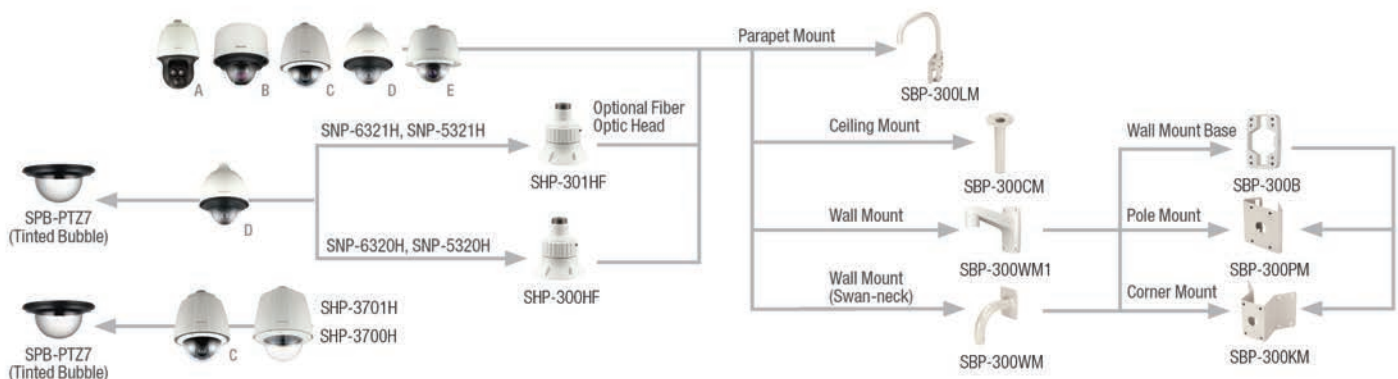 A
B
C
D
E
Parapet Mount
SBP-300LM
SNP-6321H, SNP-5321H
Optional Fiber
Optic Head
SHP-301HF
Ceiling Mount
SBP-300CM
Wall Mount Base
SBP-300B
SPB-PTZ7
(Tinted Bubble)
D
Wall Mount
SBP-300WM1
Pole Mount
SBP-300PM
SNP-6320H, SNP-5320H
SHP-300HF
Wall Mount
(Swan-neck)
SBP-300WM
Corner Mount
SBP-300KM
SPB-PTZ7
(Tinted Bubble)
C
SHP-3701H
SHP-3700H